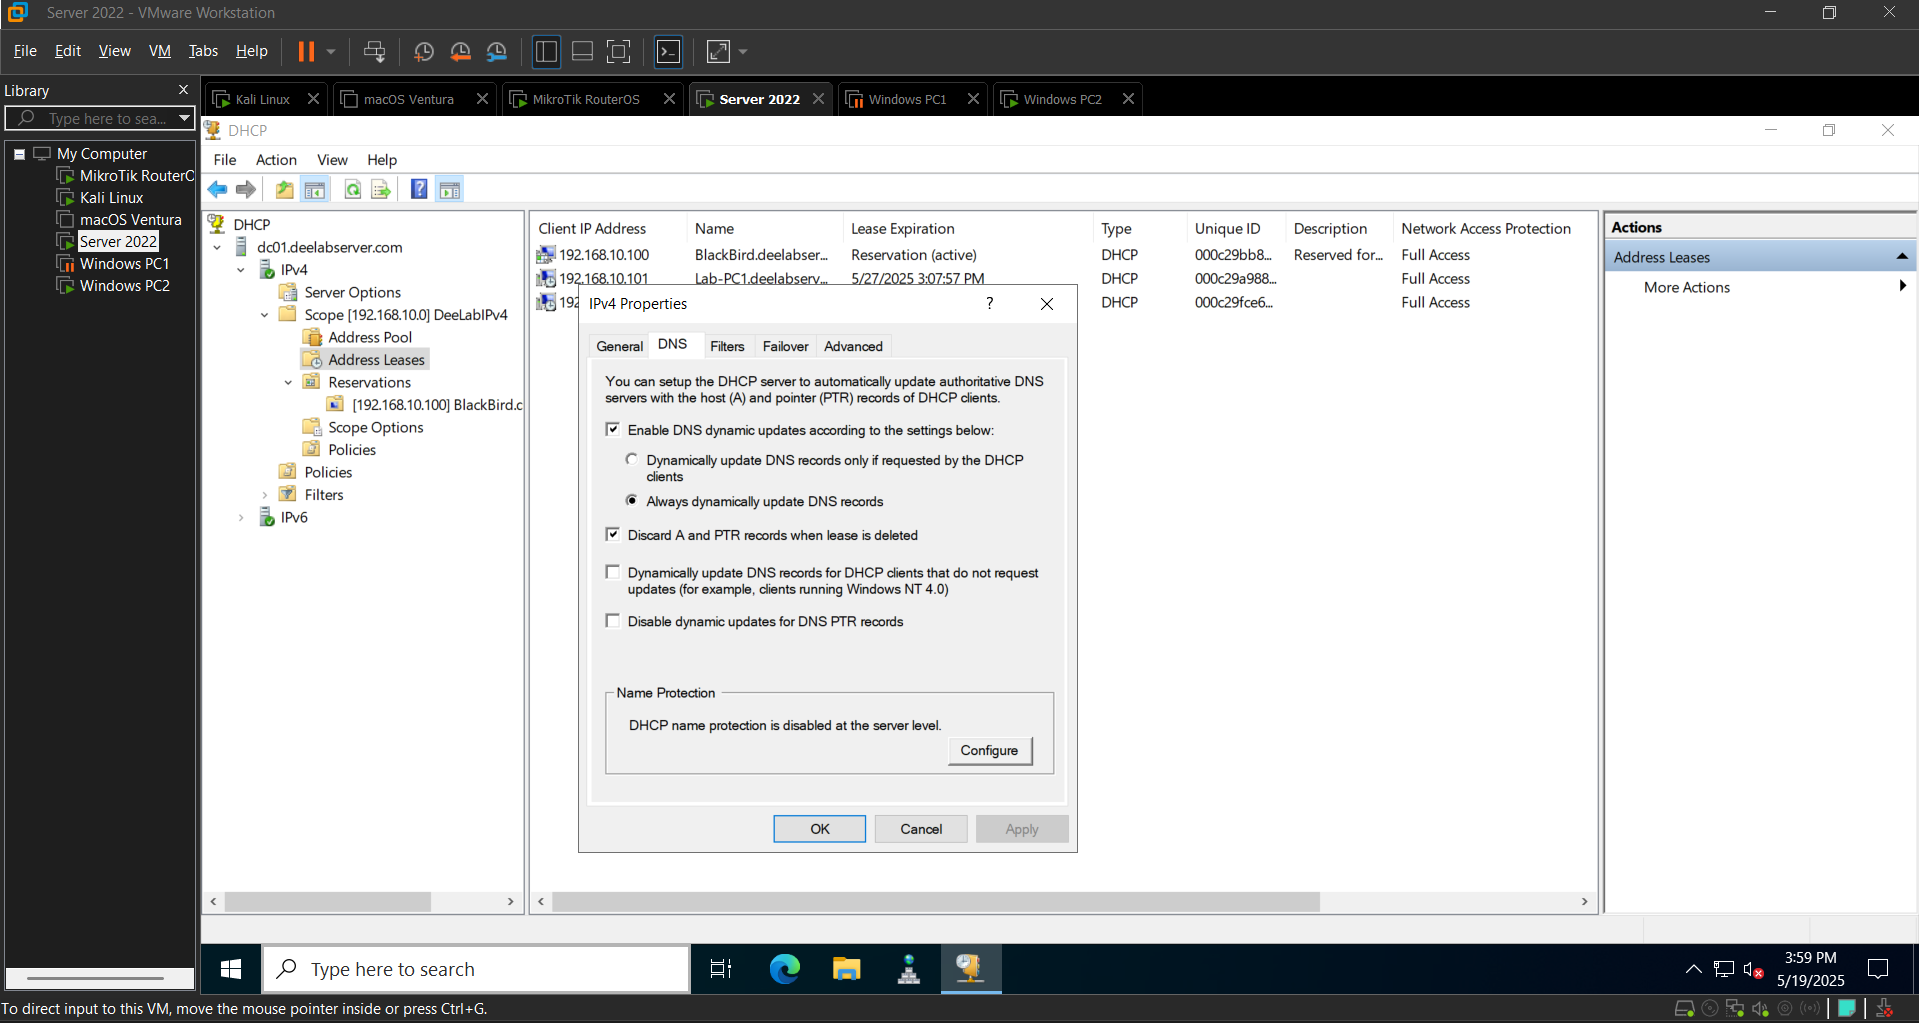 Server 2022 - VMware Workstation
File Edit View VM Tabs Help
Library
Type here to sea...
My Computer
MikroTik RouterO
Kali Linux
macOS Ventura
Server 2022
Windows PC1
Windows PC2
Kali Linux macOS Ventura MikroTik RouterOS Server 2022 Windows PC1 Windows PC2
DHCP
File Action View Help
DHCP
dc01.deelabserver.com
IPv4
Server Options
Scope [192.168.10.0] DeeLabIPv4
Address Pool
Address Leases
Reservations
[192.168.10.100] BlackBird.c
Scope Options
Policies
Policies
Filters
IPv6
Client IP Address Name Lease Expiration Type Unique ID Description Network Access Protection
192.168.10.100 BlackBird.deelabser... Reservation (active) DHCP 000c29bb8... Reserved for... Full Access
192.168.10.101 Lab-PC1.deelabserv... 5/27/2025 3:07:57 PM DHCP 000c29a988... Full Access
192 DHCP 000c29fce6... Full Access
Actions
Address Leases
More Actions
IPv4 Properties ?
General DNS Filters Failover Advanced
You can setup the DHCP server to automatically update authoritative DNS
servers with the host (A) and pointer (PTR) records of DHCP clients.
Enable DNS dynamic updates according to the settings below:
Dynamically update DNS records only if requested by the DHCP
clients
Always dynamically update DNS records
Discard A and PTR records when lease is deleted
Dynamically update DNS records for DHCP clients that do not request
updates (for example, clients running Windows NT 4.0)
Disable dynamic updates for DNS PTR records
Name Protection
DHCP name protection is disabled at the server level.
Configure
OK Cancel Apply
Type here to search
3:59 PM
5/19/2025
To direct input to this VM, move the mouse pointer inside or press Ctrl+G.